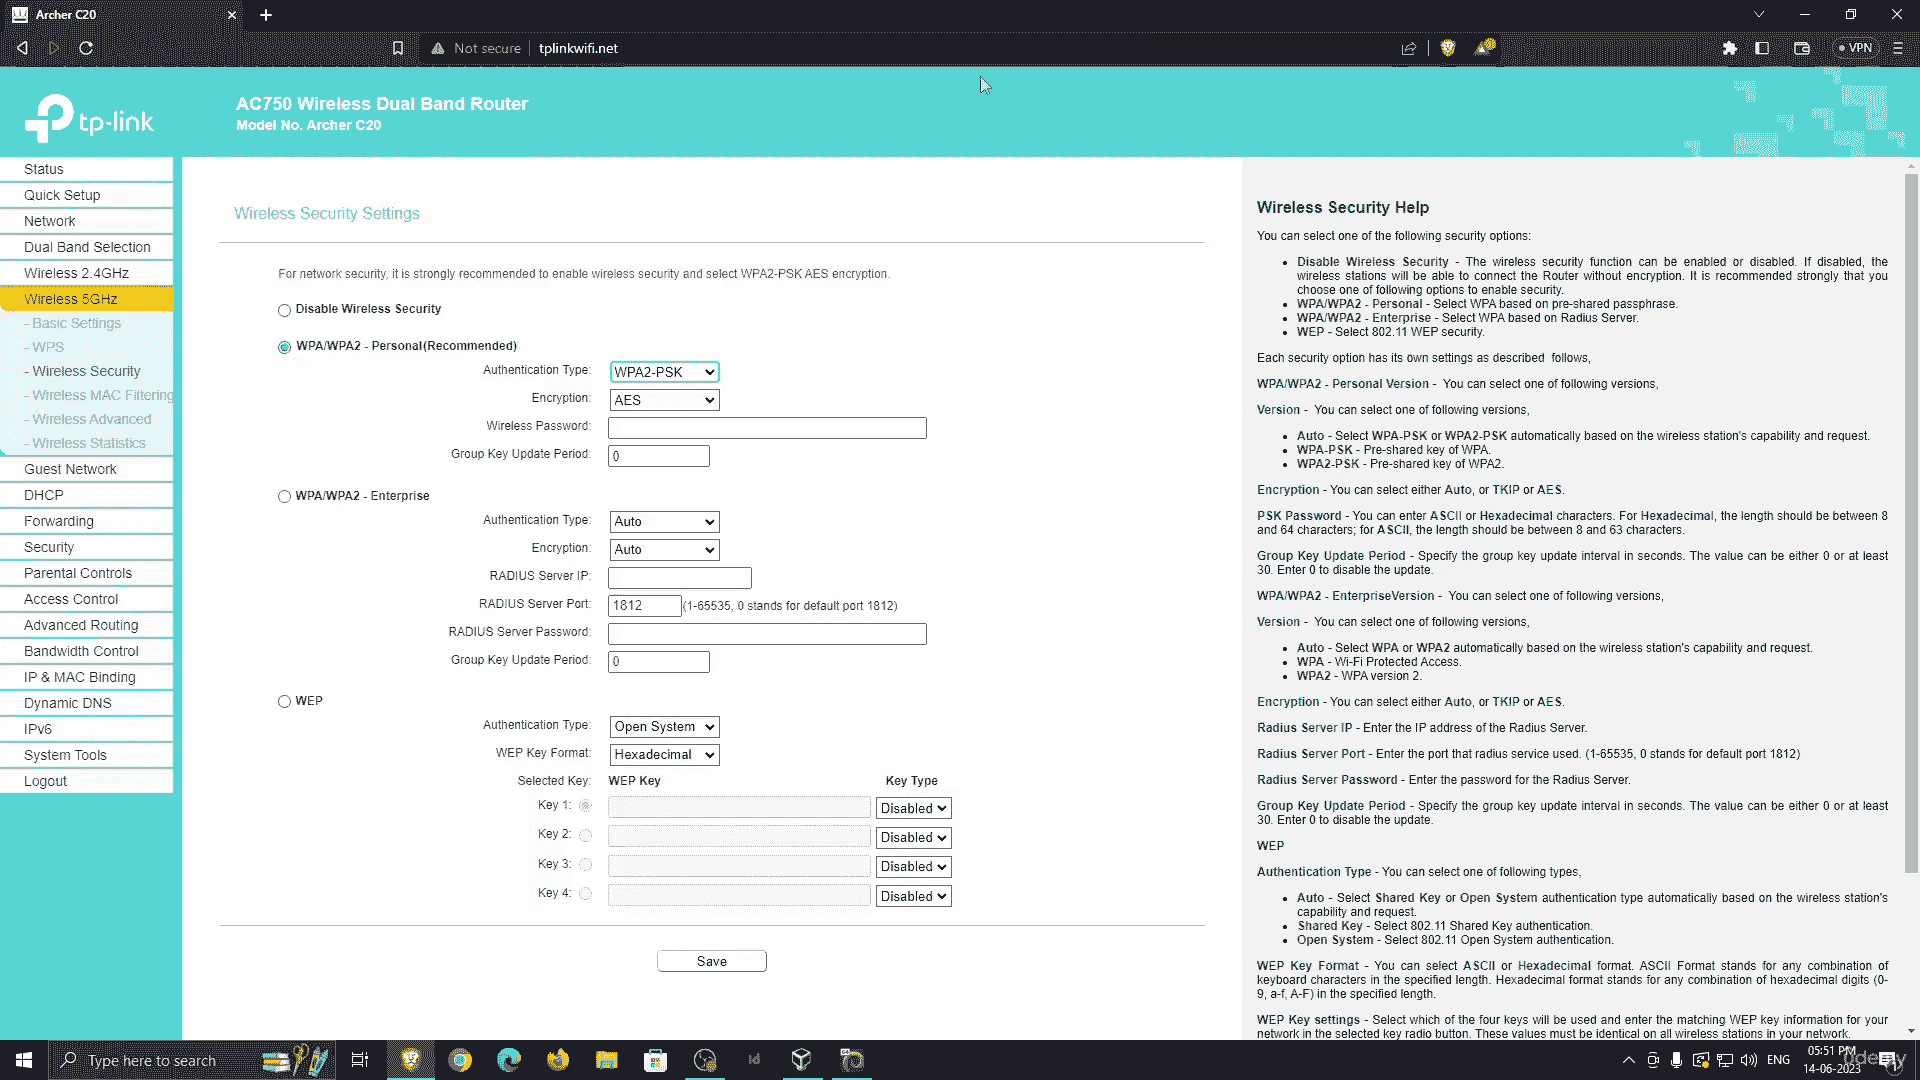 Archer C20
Not secure
tplinkwifi.net
VPN
tp-link
AC750 Wireless Dual Band Router
Model No. Archer C20
Status
Quick Setup
Network
Dual Band Selection
Wireless 2.4GHz
Wireless 5GHz
- Basic Settings
- WPS
- Wireless Security
- Wireless MAC Filtering
- Wireless Advanced
- Wireless Statistics
Guest Network
DHCP
Forwarding
Security
Parental Controls
Access Control
Advanced Routing
Bandwidth Control
IP & MAC Binding
Dynamic DNS
IPv6
System Tools
Logout
Wireless Security Settings
For network security, it is strongly recommended to enable wireless security and select WPA2-PSK AES encryption.
Disable Wireless Security
WPA/WPA2 - Personal(Recommended)
Authentication Type: WPA2-PSK
Encryption: AES
Wireless Password:
Group Key Update Period: 0
WPA/WPA2 - Enterprise
Authentication Type: Auto
Encryption: Auto
RADIUS Server IP:
RADIUS Server Port: 1812 (1-65535, 0 stands for default port 1812)
RADIUS Server Password:
Group Key Update Period: 0
WEP
Authentication Type: Open System
WEP Key Format: Hexadecimal
Selected Key: WEP Key Key Type
Key 1: Disabled
Key 2: Disabled
Key 3: Disabled
Key 4: Disabled
Save
Wireless Security Help
You can select one of the following security options:
Disable Wireless Security - The wireless security function can be enabled or disabled. If disabled, the
wireless stations will be able to connect the Router without encryption. It is recommended strongly that you
choose one of following options to enable security.
WPA/WPA2 - Personal - Select WPA based on pre-shared passphrase.
WPA/WPA2 - Enterprise - Select WPA based on Radius Server.
WEP - Select 802.11 WEP security.
Each security option has its own settings as described follows,
WPA/WPA2 - Personal Version - You can select one of following versions,
Version - You can select one of following versions,
Auto - Select WPA-PSK or WPA2-PSK automatically based on the wireless station's capability and request.
WPA-PSK - Pre-shared key of WPA.
WPA2-PSK - Pre-shared key of WPA2.
Encryption - You can select either Auto, or TKIP or AES.
PSK Password - You can enter ASCII or Hexadecimal characters. For Hexadecimal, the length should be between 8
and 64 characters; for ASCII, the length should be between 8 and 63 characters.
Group Key Update Period - Specify the group key update interval in seconds. The value can be either 0 or at least
30. Enter 0 to disable the update.
WPA/WPA2 - EnterpriseVersion - You can select one of following versions,
Version - You can select one of following versions,
Auto - Select WPA or WPA2 automatically based on the wireless station's capability and request.
WPA - Wi-Fi Protected Access.
WPA2 - WPA version 2.
Encryption - You can select either Auto, or TKIP or AES.
Radius Server IP - Enter the IP address of the Radius Server.
Radius Server Port - Enter the port that radius service used. (1-65535, 0 stands for default port 1812)
Radius Server Password - Enter the password for the Radius Server.
Group Key Update Period - Specify the group key update interval in seconds. The value can be either 0 or at least
30. Enter 0 to disable the update.
WEP
Authentication Type - You can select one of following types,
Auto - Select Shared Key or Open System authentication type automatically based on the wireless station's
capability and request.
Shared Key - Select 802.11 Shared Key authentication.
Open System - Select 802.11 Open System authentication.
WEP Key Format - You can select ASCII or Hexadecimal format. ASCII Format stands for any combination of
keyboard characters in the specified length. Hexadecimal format stands for any combination of hexadecimal digits (0-
9, a-f, A-F) in the specified length.
WEP Key settings - Select which of the four keys will be used and enter the matching WEP key information for your
network in the selected key radio button. These values must be identical on all wireless stations in your network.
Type here to search
ENG
05:51 PM
14-06-2023
udemy